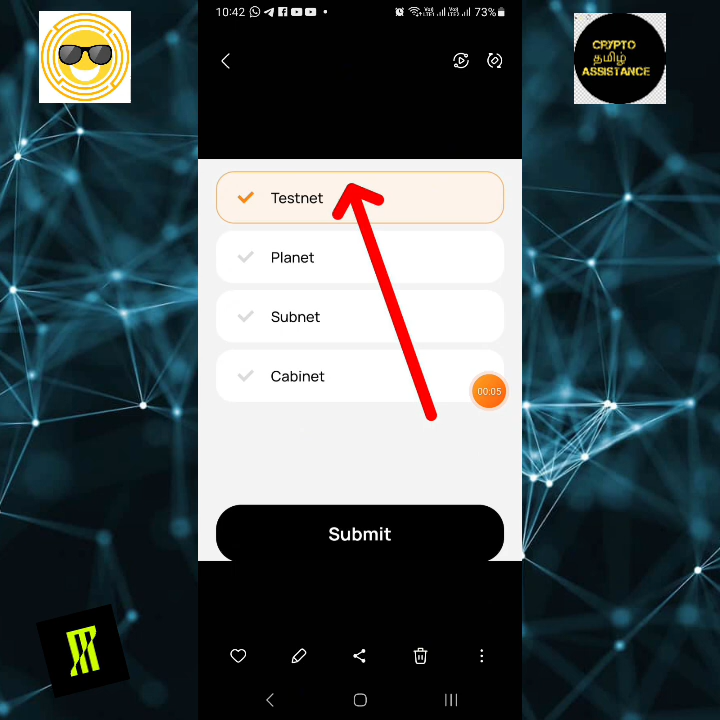 10:42
73%
CRYPTO
தமிழ்
ASSISTANCE
Testnet
Planet
Subnet
Cabinet
00:05
Submit